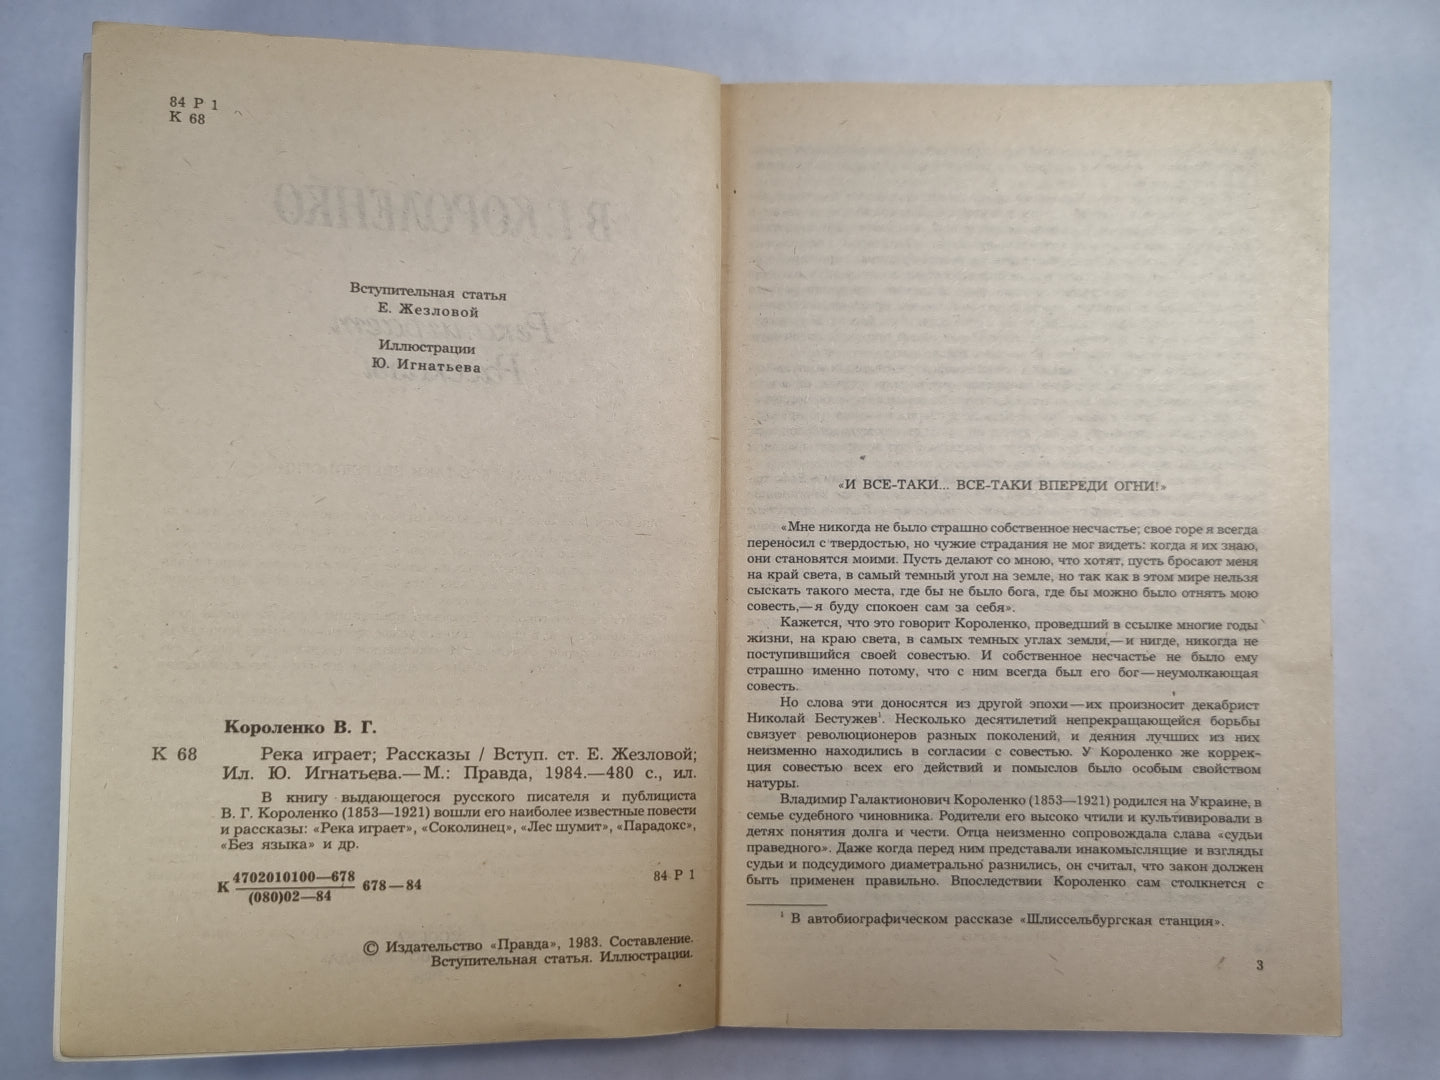 84 Р 1
К 68
Вступительная статья
Е. Жезловой
Иллюстрации
Ю. Игнатьева
Короленко В. Г.
К 68 Река играет; Рассказы / Вступ. ст. Е. Жезловой;
Ил. Ю. Игнатьева.—М.: Правда, 1984.—480 с., ил.
В книгу выдающегося русского писателя и публициста
В. Г. Короленко (1853—1921) вошли его наиболее известные повести
и рассказы: «Река играет», «Соколинец», «Лес шумит», «Парадокс»,
«Без языка» и др.
К 4702010100—678 678—84
(080)02—84
84 Р 1
© Издательство «Правда», 1983. Составление.
Вступительная статья. Иллюстрации.
«И ВСЕ-ТАКИ... ВСЕ-ТАКИ ВПЕРЕДИ ОГНИ!»
«Мне никогда не было страшно собственное несчастье; свое горе я всегда
переносил с твердостью, но чужие страдания не мог видеть: когда я их знаю,
они становятся моими. Пусть делают со мною, что хотят, пусть бросают меня
на край света, в самый темный угол на земле, но так как в этом мире нельзя
сыскать такого места, где бы не было бога, где бы можно было отнять мою
совесть,—я буду спокоен сам за себя».
Кажется, что это говорит Короленко, проведший в ссылке многие годы
жизни, на краю света, в самых темных углах земли,—и нигде, никогда не
поступившийся своей совестью. И собственное несчастье не было ему
страшно именно потому, что с ним всегда был его бог—неумолкающая
совесть.
Но слова эти доносятся из другой эпохи—их произносит декабрист
Николай Бестужев¹. Несколько десятилетий непрекращающейся борьбы
связует революционеров разных поколений, и деяния лучших из них
неизменно находились в согласии с совестью. У Короленко же коррек-
ция совестью всех его действий и помыслов было особым свойством
натуры.
Владимир Галактионович Короленко (1853—1921) родился на Украине, в
семье судебного чиновника. Родители его высоко чтили и культивировали в
детях понятия долга и чести. Отца неизменно сопровождала слава «судьи
праведного». Даже когда перед ним представали инакомыслящие и взгляды
судьи и подсудимого диаметрально разнились, он считал, что закон должен
быть применен правильно. Впоследствии Короленко сам столкнется с
¹ В автобиографическом рассказе «Шлиссельбургская станция».
3